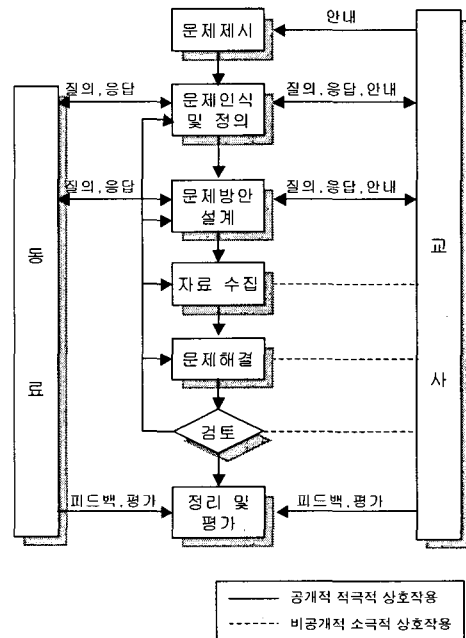 안내
문제제시
질의,응답
문제인식
및 정의
질의,응답,안내
질의,응답
문제방안
설계
질의,응답,안내
동
료
교
사
자료 수집
문제해결
검토
피드백,평가
정리 및
평가
피드백,평가
공개적 적극적 상호작용
비공개적 소극적 상호작용